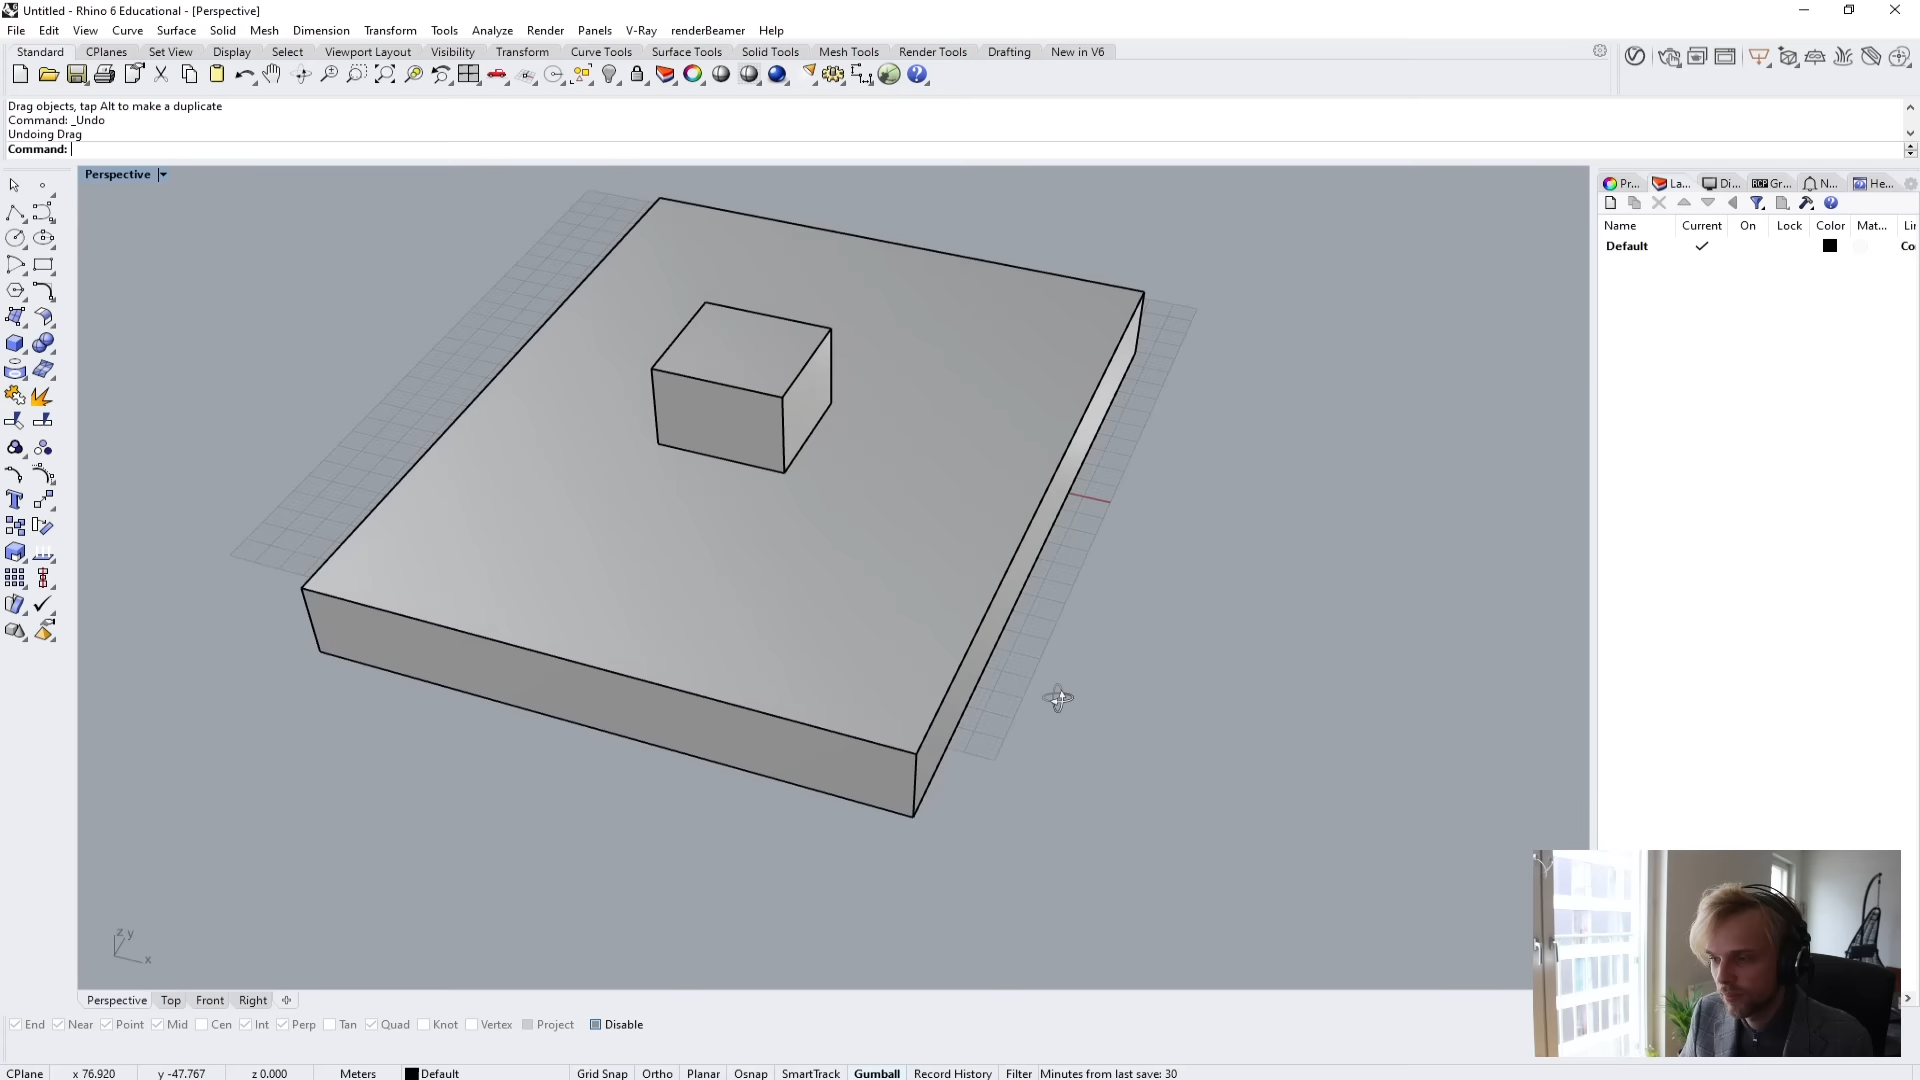 Untitled - Rhino 6 Educational - [Perspective]
File Edit View Curve Surface Solid Mesh Dimension Transform Tools Analyze Render Panels V-Ray renderBeamer Help
Standard CPlanes Set View Display Select Viewport Layout Visibility Transform Curve Tools Surface Tools Solid Tools Mesh Tools Render Tools Drafting New in V6
Drag objects, tap Alt to make a duplicate
Command: _Undo
Undoing Drag
Command:
Perspective
Pr... La... Di... Gr... N... He...
Name Current On Lock Color Mat... Lir
Default Co
z y
x
Perspective Top Front Right
End Near Point Mid Cen Int Perp Tan Quad Knot Vertex Project Disable
CPlane x 76.920 y -47.767 z 0.000 Meters Default Grid Snap Ortho Planar Osnap SmartTrack Gumball Record History Filter Minutes from last save: 30